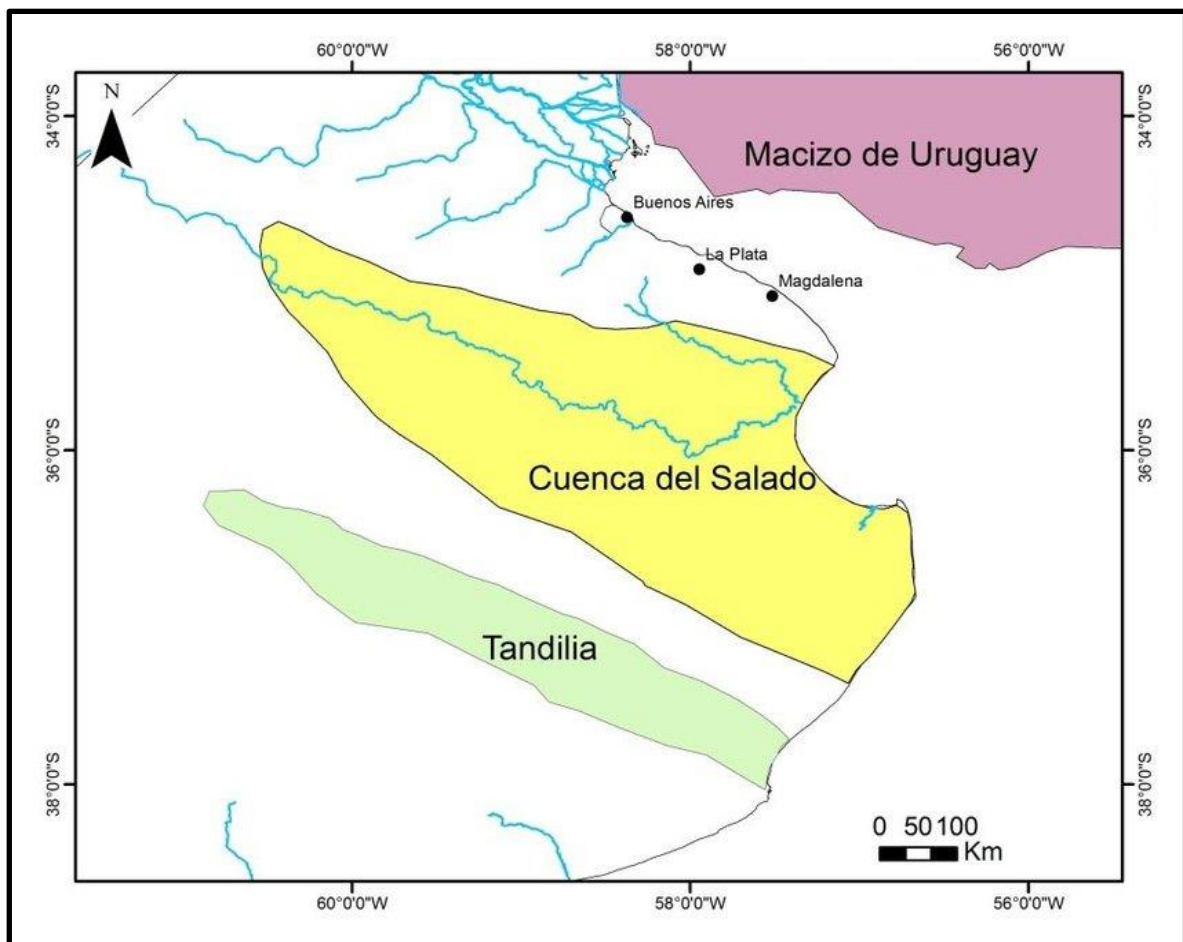 60°0'0"W 58°0'0"W 56°0'0"W
N
34°0'0"S 34°0'0"S
Macizo de Uruguay
Buenos Aires
La Plata
Magdalena
36°0'0"S 36°0'0"S
Cuenca del Salado
Tandilia
38°0'0"S 38°0'0"S
0 50 100
Km
60°0'0"W 58°0'0"W 56°0'0"W